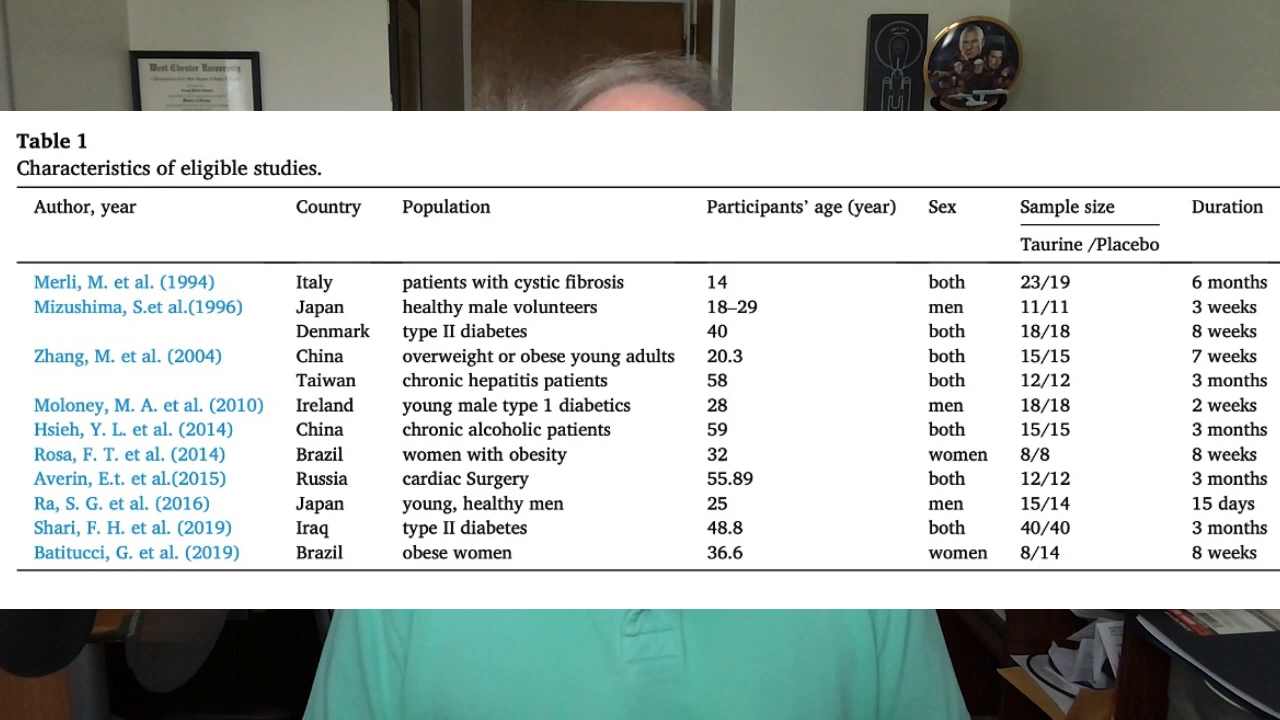 West Chester University
Table 1
Characteristics of eligible studies.
Author, year Country Population Participants' age (year) Sex Sample size Duration
Taurine /Placebo
Merli, M. et al. (1994) Italy patients with cystic fibrosis 14 both 23/19 6 months
Mizushima, S.et al.(1996) Japan healthy male volunteers 18–29 men 11/11 3 weeks
Denmark type II diabetes 40 both 18/18 8 weeks
Zhang, M. et al. (2004) China overweight or obese young adults 20.3 both 15/15 7 weeks
Taiwan chronic hepatitis patients 58 both 12/12 3 months
Moloney, M. A. et al. (2010) Ireland young male type 1 diabetics 28 men 18/18 2 weeks
Hsieh, Y. L. et al. (2014) China chronic alcoholic patients 59 both 15/15 3 months
Rosa, F. T. et al. (2014) Brazil women with obesity 32 women 8/8 8 weeks
Averin, E.t. et al.(2015) Russia cardiac Surgery 55.89 both 12/12 3 months
Ra, S. G. et al. (2016) Japan young, healthy men 25 men 15/14 15 days
Shari, F. H. et al. (2019) Iraq type II diabetes 48.8 both 40/40 3 months
Batitucci, G. et al. (2019) Brazil obese women 36.6 women 8/14 8 weeks